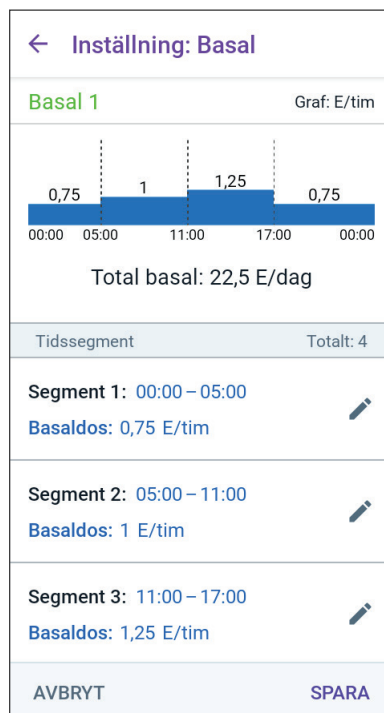 Inställning: Basal
Basal 1 Graf: E/tim
0,75 1 1,25 0,75
00:00 05:00 11:00 17:00 00:00
Total basal: 22,5 E/dag
Tidssegment Totalt: 4
Segment 1: 00:00 – 05:00
Basaldos: 0,75 E/tim
Segment 2: 05:00 – 11:00
Basaldos: 1 E/tim
Segment 3: 11:00 – 17:00
Basaldos: 1,25 E/tim
AVBRYT SPARA